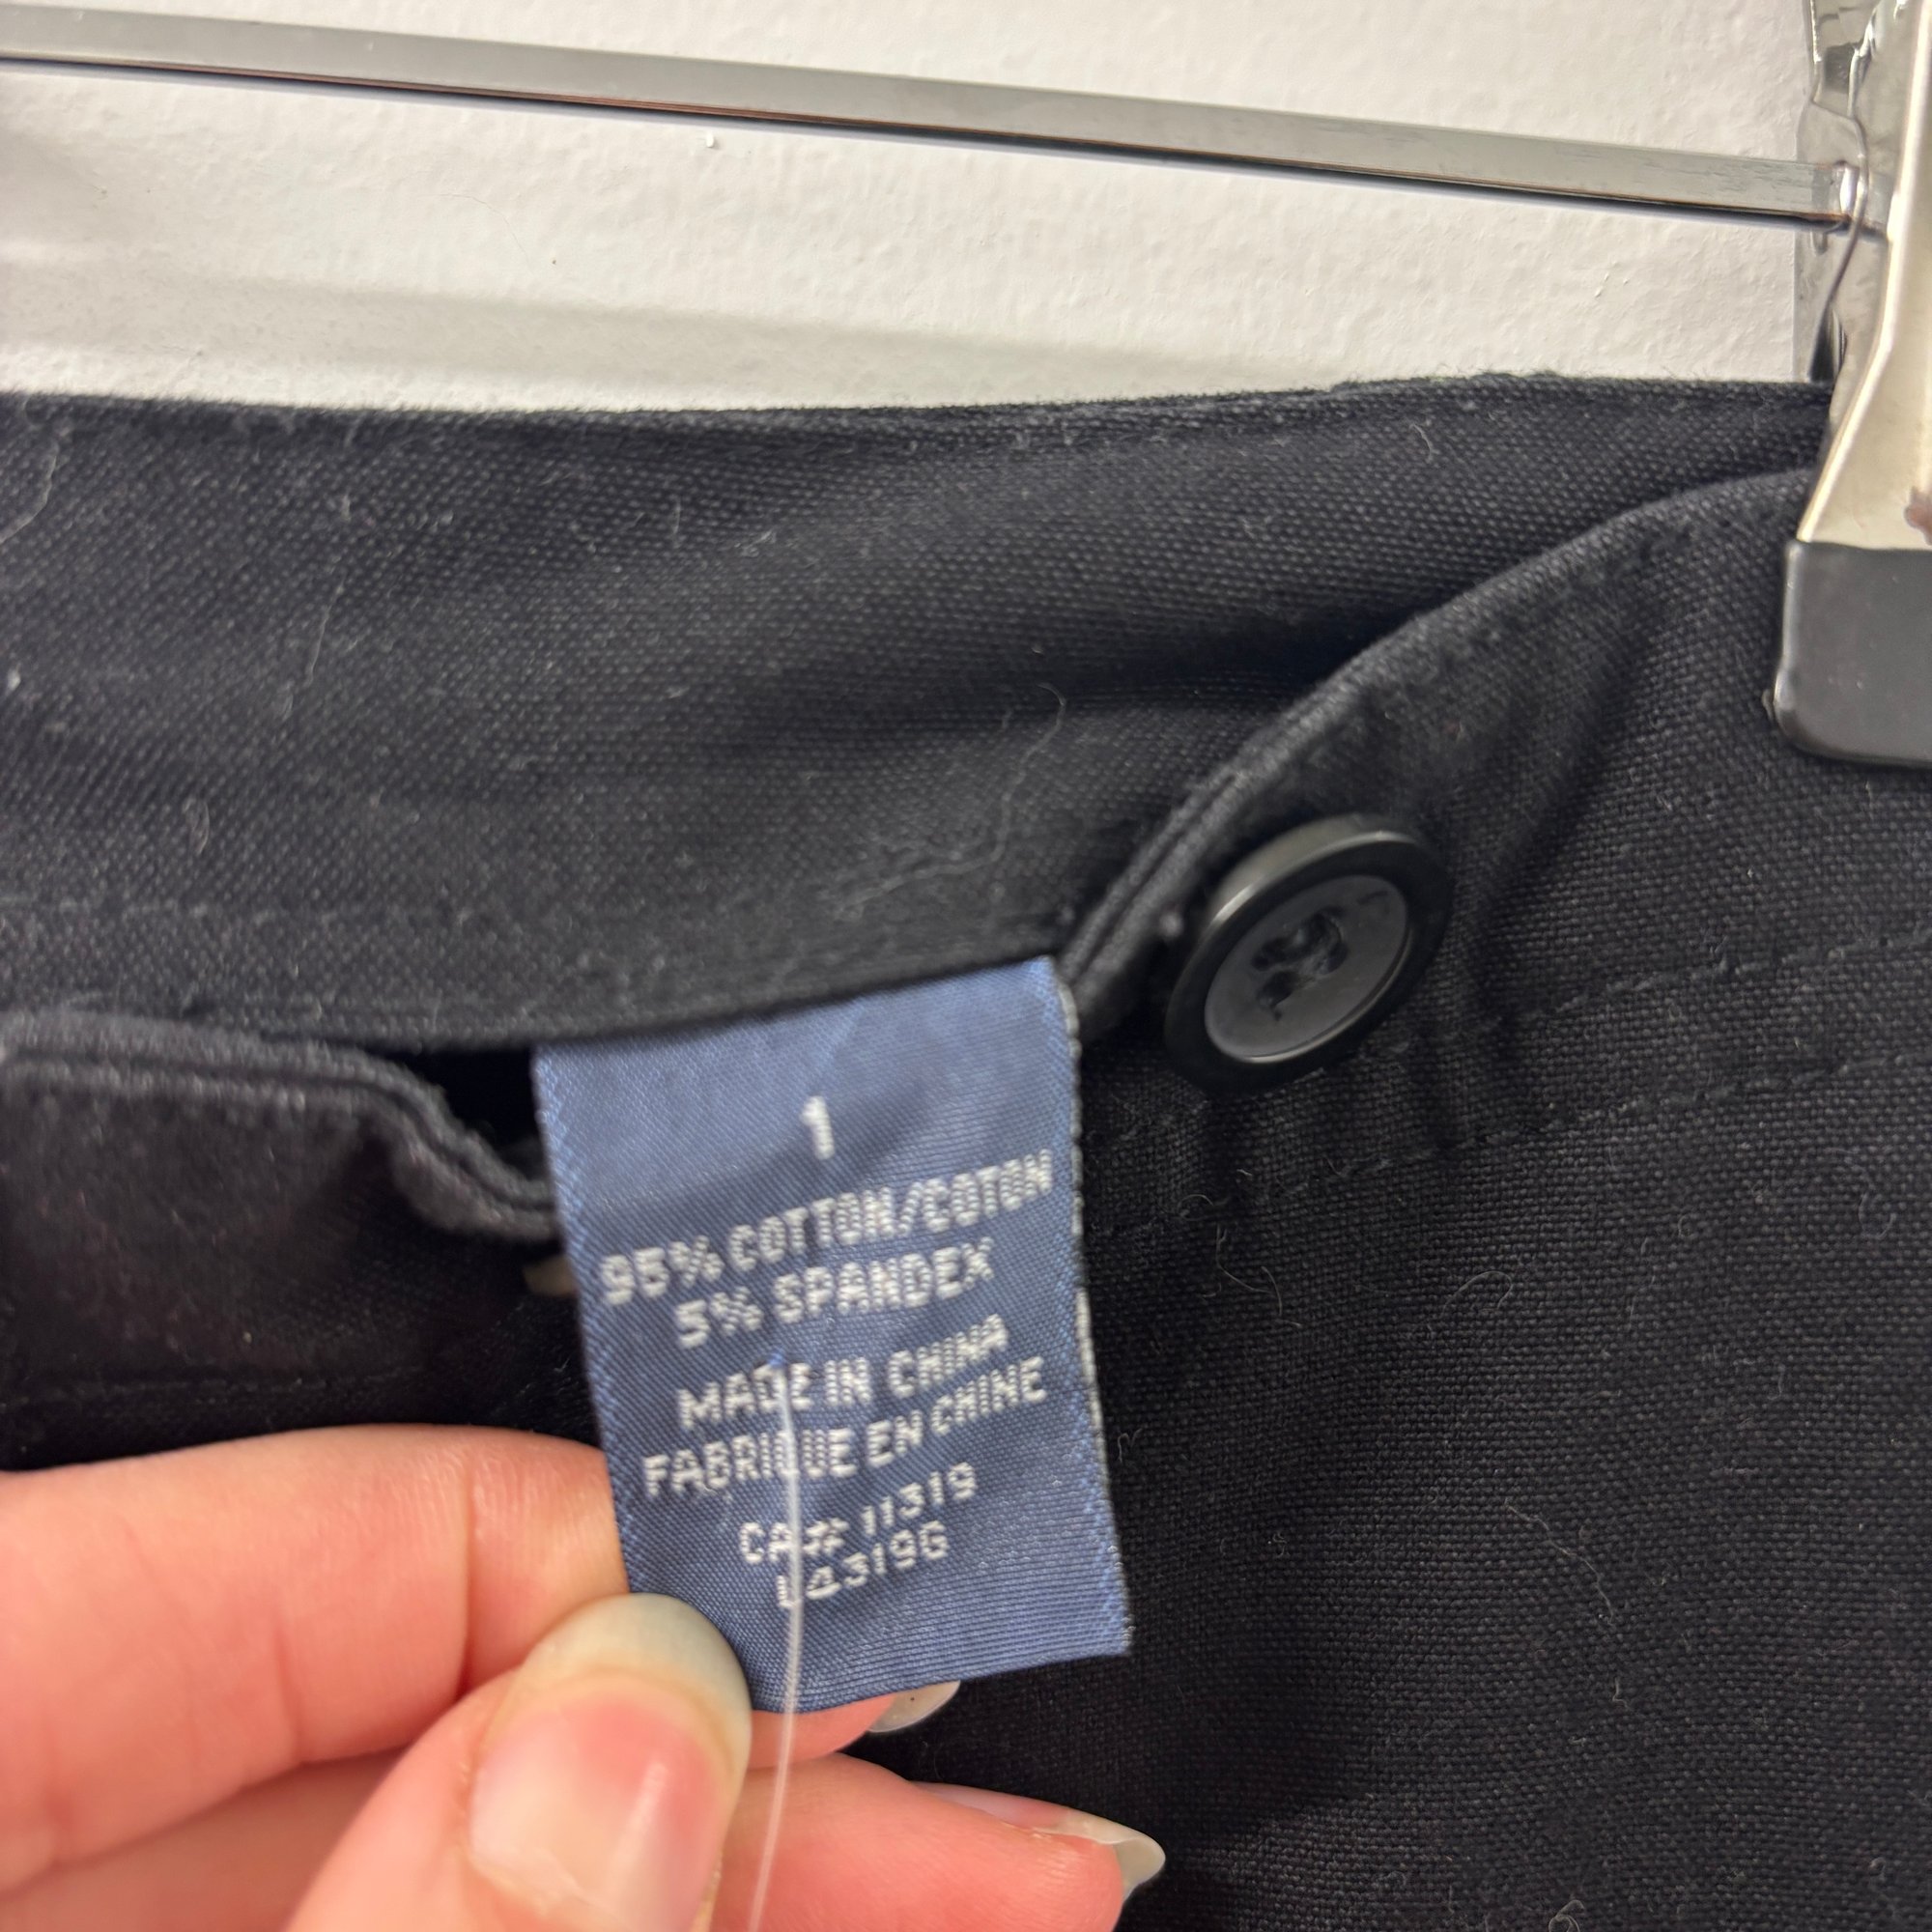 1
95% COTTON/COTON
5% SPANDEX
MADE IN CHINA
FABRIQUE EN CHINE
CA# 11319